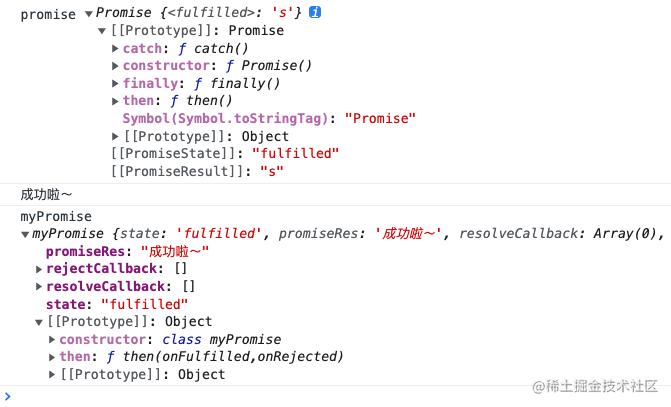 promise ▼Promise {<fulfilled>: 's'} i
▼[[Prototype]]: Promise
▶catch: ƒ catch()
▶constructor: ƒ Promise()
▶finally: ƒ finally()
▶then: ƒ then()
Symbol(Symbol.toStringTag): "Promise"
▶[[Prototype]]: Object
[[PromiseState]]: "fulfilled"
[[PromiseResult]]: "s"
成功啦~
myPromise
▼myPromise {state: 'fulfilled', promiseRes: '成功啦~', resolveCallback: Array(0),
promiseRes: "成功啦~"
▶rejectCallback: []
▶resolveCallback: []
state: "fulfilled"
▼[[Prototype]]: Object
▶constructor: class myPromise
▶then: ƒ then(onFulfilled,onRejected)
▶[[Prototype]]: Object
@稀土掘金技术社区
>